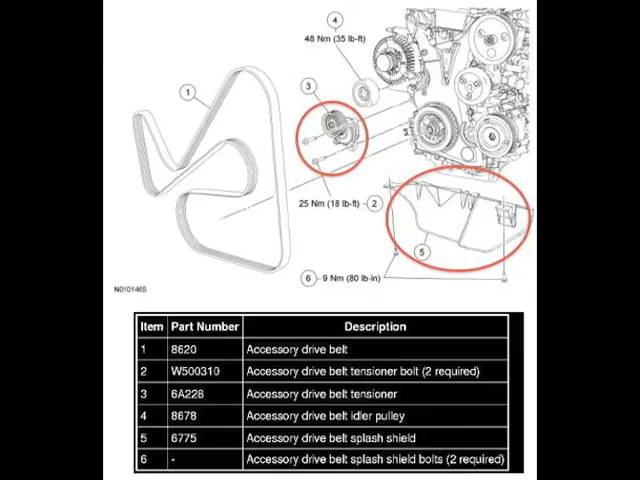 4
48 Nm (35 lb-ft)
1
3
25 Nm (18 lb-ft)
2
5
6
9 Nm (80 lb-in)
N0101465
Item Part Number Description
1 8620 Accessory drive belt
2 W500310 Accessory drive belt tensioner bolt (2 required)
3 6A228 Accessory drive belt tensioner
4 8678 Accessory drive belt idler pulley
5 6775 Accessory drive belt splash shield
6 - Accessory drive belt splash shield bolts (2 required)